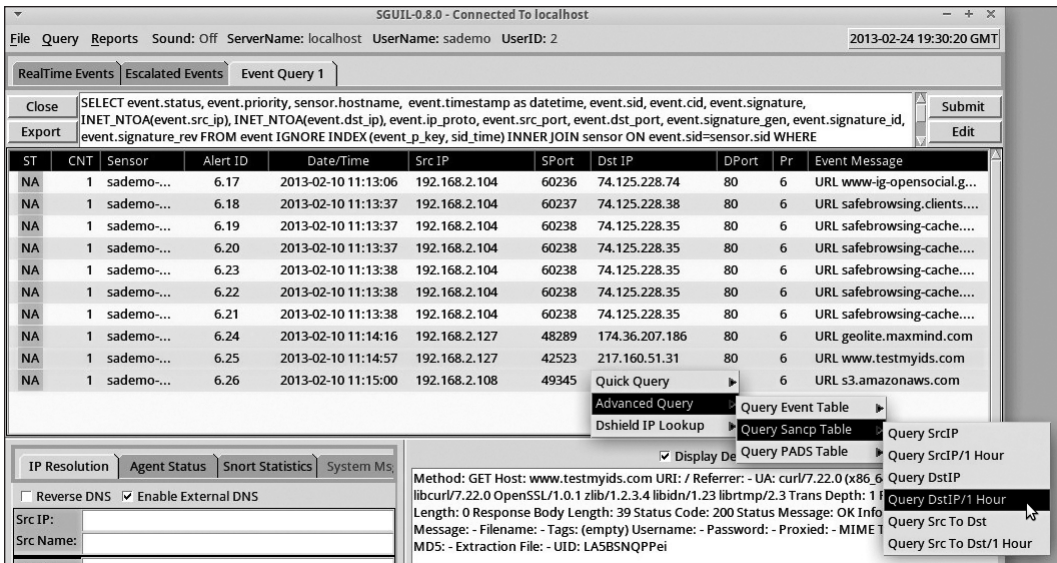 SGUIL-0.8.0 - Connected To localhost
File Query Reports Sound: Off ServerName: localhost UserName: sademo UserID: 2 2013-02-24 19:30:20 GMT
RealTime Events Escalated Events Event Query 1
Close SELECT event.status, event.priority, sensor.hostname, event.timestamp as datetime, event.sid, event.cid, event.signature, Submit
INET_NTOA(event.src_ip), INET_NTOA(event.dst_ip), event.ip_proto, event.src_port, event.dst_port, event.signature_gen, event.signature_id,
Export event.signature_rev FROM event IGNORE INDEX (event_p_key, sid_time) INNER JOIN sensor ON event.sid=sensor.sid WHERE Edit
ST CNT Sensor Alert ID Date/Time Src IP SPort Dst IP DPort Pr Event Message
NA 1 sademo-... 6.17 2013-02-10 11:13:06 192.168.2.104 60236 74.125.228.74 80 6 URL www-ig-opensocial.g...
NA 1 sademo-... 6.18 2013-02-10 11:13:37 192.168.2.104 60237 74.125.228.38 80 6 URL safebrowsing.clients....
NA 1 sademo-... 6.19 2013-02-10 11:13:37 192.168.2.104 60238 74.125.228.35 80 6 URL safebrowsing-cache....
NA 1 sademo-... 6.20 2013-02-10 11:13:37 192.168.2.104 60238 74.125.228.35 80 6 URL safebrowsing-cache....
NA 1 sademo-... 6.23 2013-02-10 11:13:38 192.168.2.104 60238 74.125.228.35 80 6 URL safebrowsing-cache....
NA 1 sademo-... 6.22 2013-02-10 11:13:38 192.168.2.104 60238 74.125.228.35 80 6 URL safebrowsing-cache....
NA 1 sademo-... 6.21 2013-02-10 11:13:38 192.168.2.104 60238 74.125.228.35 80 6 URL safebrowsing-cache....
NA 1 sademo-... 6.24 2013-02-10 11:14:16 192.168.2.127 48289 174.36.207.186 80 6 URL geolite.maxmind.com
NA 1 sademo-... 6.25 2013-02-10 11:14:57 192.168.2.127 42523 217.160.51.31 80 6 URL www.testmyids.com
NA 1 sademo-... 6.26 2013-02-10 11:15:00 192.168.2.108 49345 6 URL s3.amazonaws.com
Quick Query
Advanced Query
Dshield IP Lookup
Query Event Table
Query Sancp Table
Query PADS Table
Query SrcIP
Query SrcIP/1 Hour
Query DstIP
Query DstIP/1 Hour
Query Src To Dst
Query Src To Dst/1 Hour
IP Resolution Agent Status Snort Statistics System Ms
Reverse DNS Enable External DNS
Src IP:
Src Name:
Display De
Method: GET Host: www.testmyids.com URI: / Referrer: - UA: curl/7.22.0 (x86_6
libcurl/7.22.0 OpenSSL/1.0.1 zlib/1.2.3.4 libidn/1.23 librtmp/2.3 Trans Depth: 1
Length: 0 Response Body Length: 39 Status Code: 200 Status Message: OK Info
Message: - Filename: - Tags: (empty) Username: - Password: - Proxied: - MIME
MD5: - Extraction File: - UID: LA5BSNQPPei